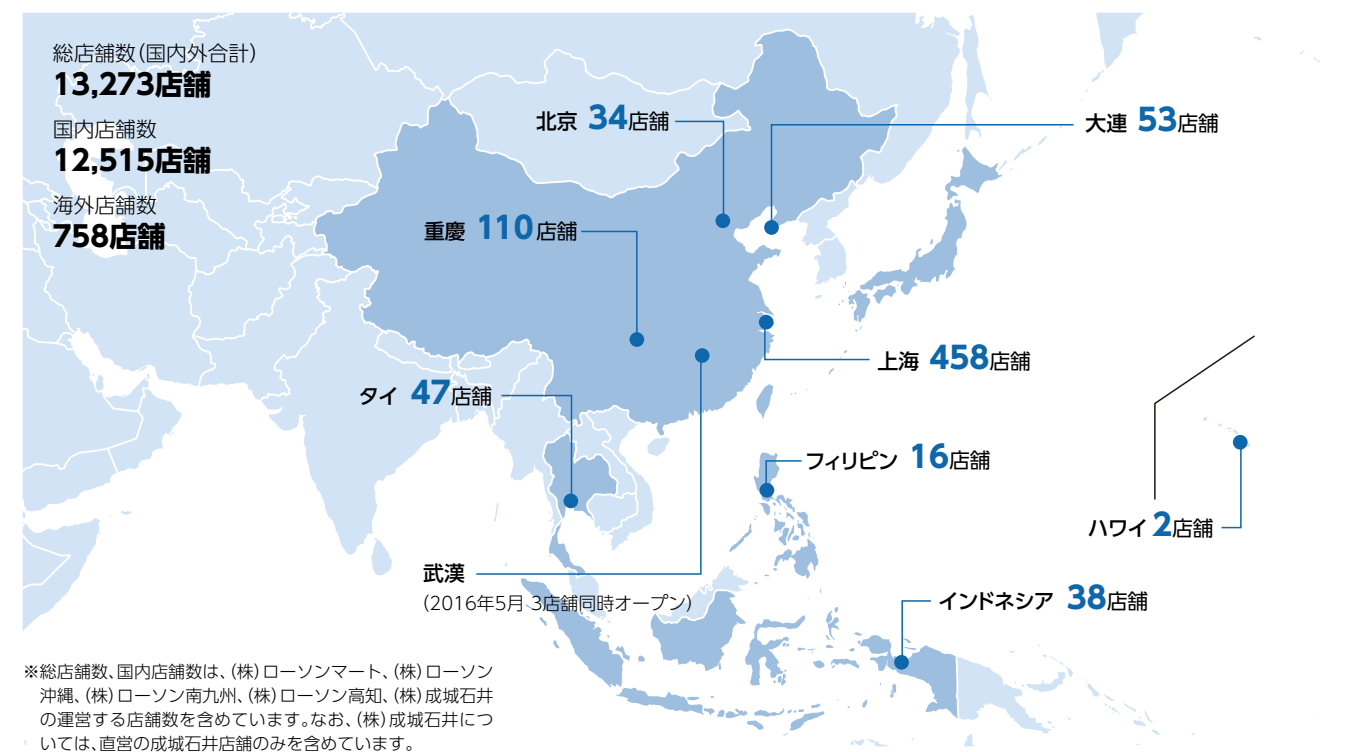 総店舗数(国内外合計)
13,273店舗
国内店舗数
12,515店舗
海外店舗数
758店舗
北京 34店舗
大連 53店舗
重慶 110店舗
上海 458店舗
タイ 47店舗
フィリピン 16店舗
ハワイ 2店舗
武漢
(2016年5月 3店舗同時オープン)
インドネシア 38店舗
※総店舗数、国内店舗数は、(株)ローソンマート、(株)ローソン
沖縄、(株)ローソン南九州、(株)ローソン高知、(株)成城石井
の運営する店舗数を含めています。なお、(株)成城石井につ
いては、直営の成城石井店舗のみを含めています。